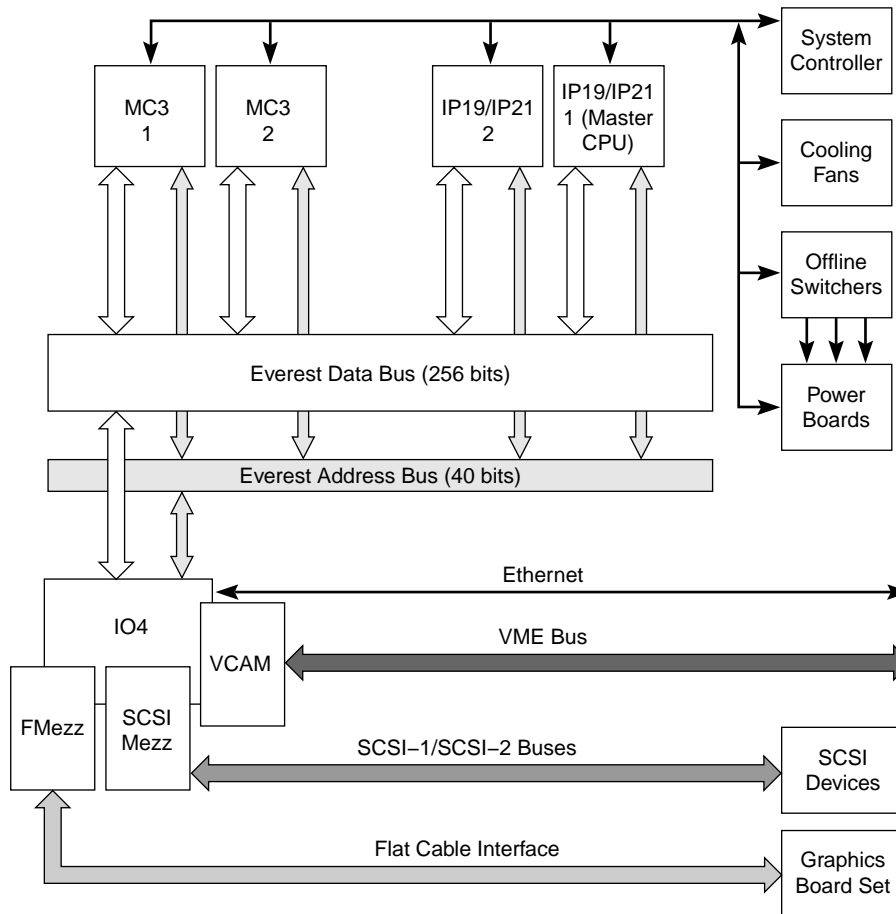 System
Controller
MC3
1
MC3
2
IP19/IP21
2
IP19/IP21
1 (Master
CPU)
Cooling
Fans
Offline
Switchers
Power
Boards
Everest Data Bus (256 bits)
Everest Address Bus (40 bits)
Ethernet
IO4
VME Bus
VCAM
FMezz
SCSI
Mezz
SCSI−1/SCSI−2 Buses
SCSI
Devices
Flat Cable Interface
Graphics
Board Set